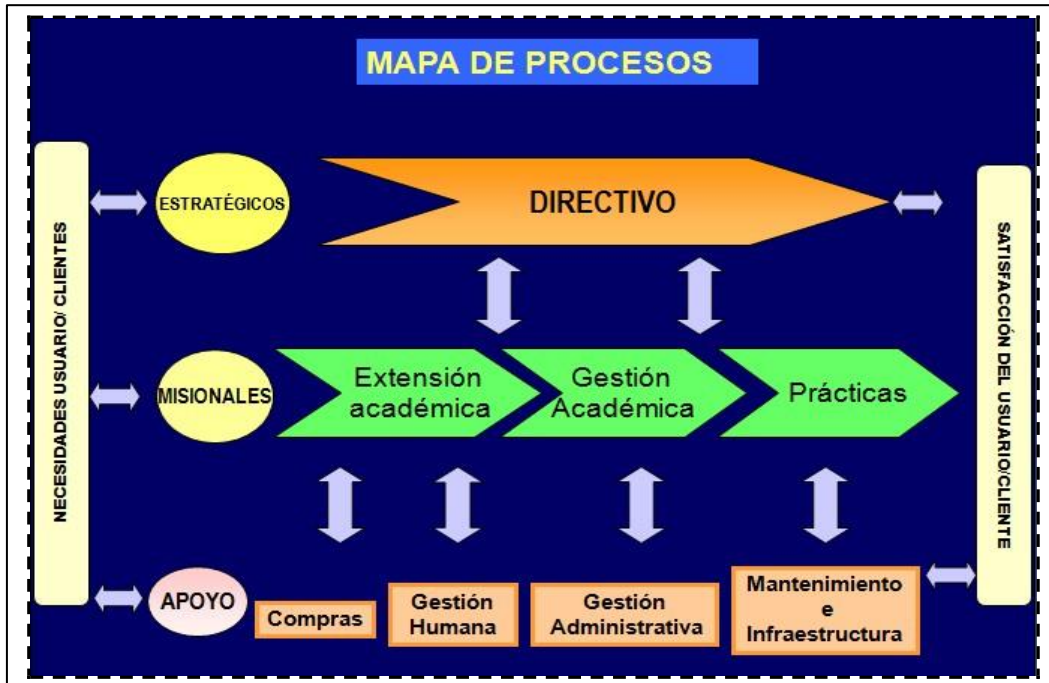 MAPA DE PROCESOS
NECESIDADES USUARIO/ CLIENTES
ESTRATÉGICOS
DIRECTIVO
SATISFACCIÓN DEL USUARIO/CLIENTE
MISIONALES
Extensión
académica
Gestión
Académica
Prácticas
APOYO
Compras
Gestión
Humana
Gestión
Administrativa
Mantenimiento
e
Infraestructura